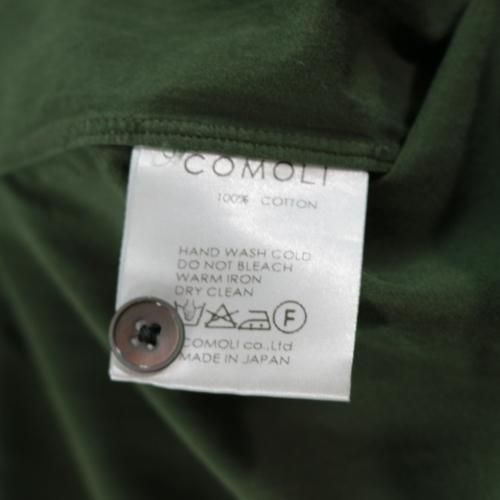 COMOLI
100% COTTON
HAND WASH COLD
DO NOT BLEACH
WARM IRON
DRY CLEAN
F
COMOLI co.,Ltd
MADE IN JAPAN